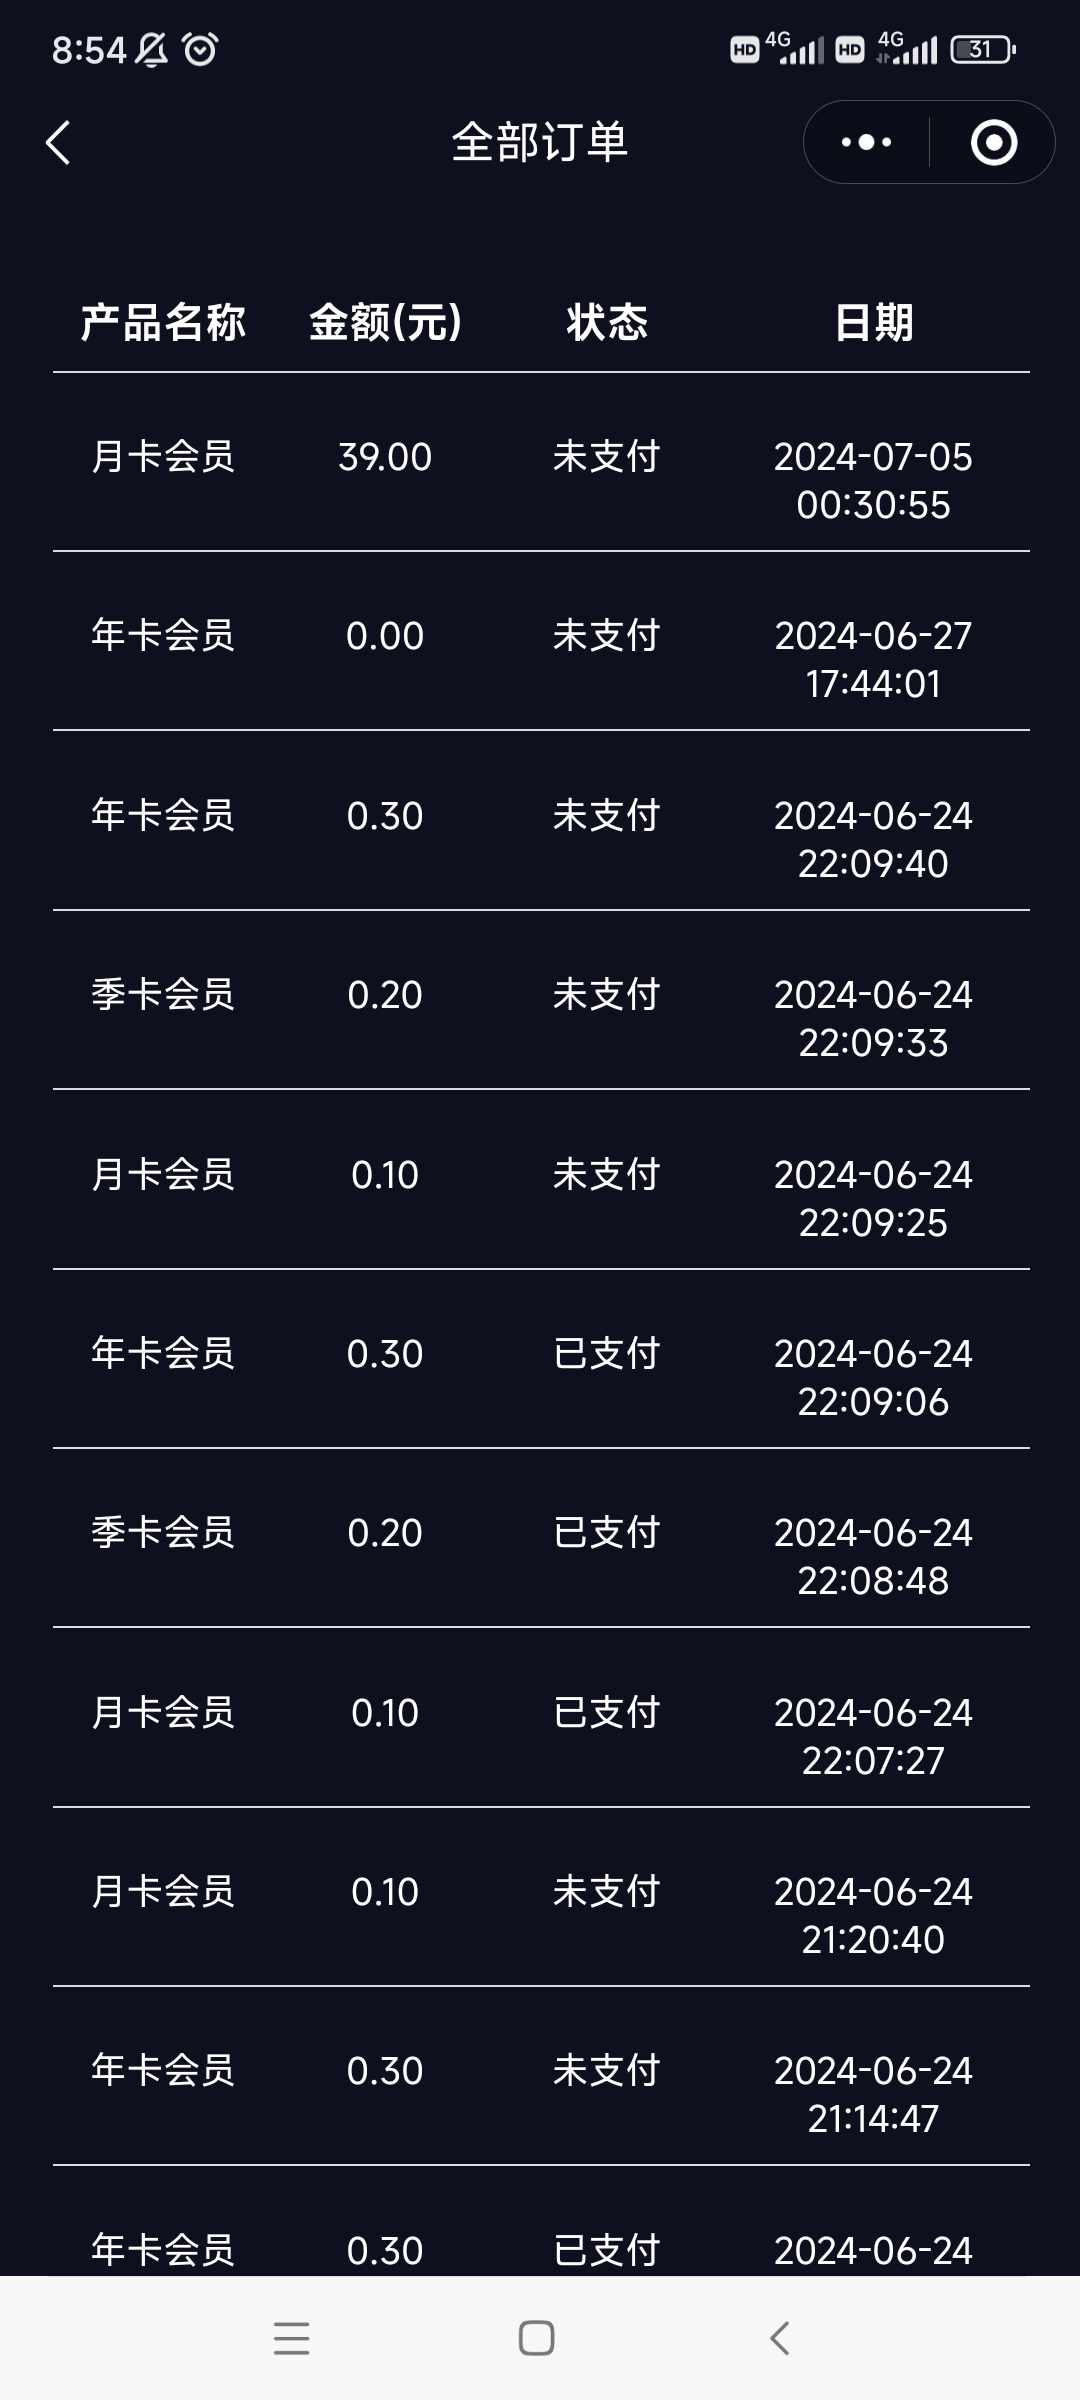 8:54 HD 4G HD 4G 31
全部订单
产品名称 金额(元) 状态 日期
月卡会员 39.00 未支付 2024-07-05
00:30:55
年卡会员 0.00 未支付 2024-06-27
17:44:01
年卡会员 0.30 未支付 2024-06-24
22:09:40
季卡会员 0.20 未支付 2024-06-24
22:09:33
月卡会员 0.10 未支付 2024-06-24
22:09:25
年卡会员 0.30 已支付 2024-06-24
22:09:06
季卡会员 0.20 已支付 2024-06-24
22:08:48
月卡会员 0.10 已支付 2024-06-24
22:07:27
月卡会员 0.10 未支付 2024-06-24
21:20:40
年卡会员 0.30 未支付 2024-06-24
21:14:47
年卡会员 0.30 已支付 2024-06-24